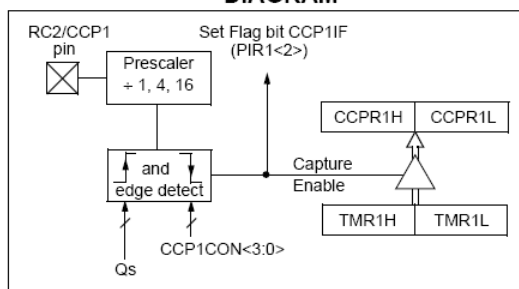 DIAGRAM
RC2/CCP1
pin
Set Flag bit CCP1IF
(PIR1<2>)
Prescaler
÷ 1, 4, 16
CCPR1H
CCPR1L
and
edge detect
Capture
Enable
TMR1H
TMR1L
CCP1CON<3:0>
Qs